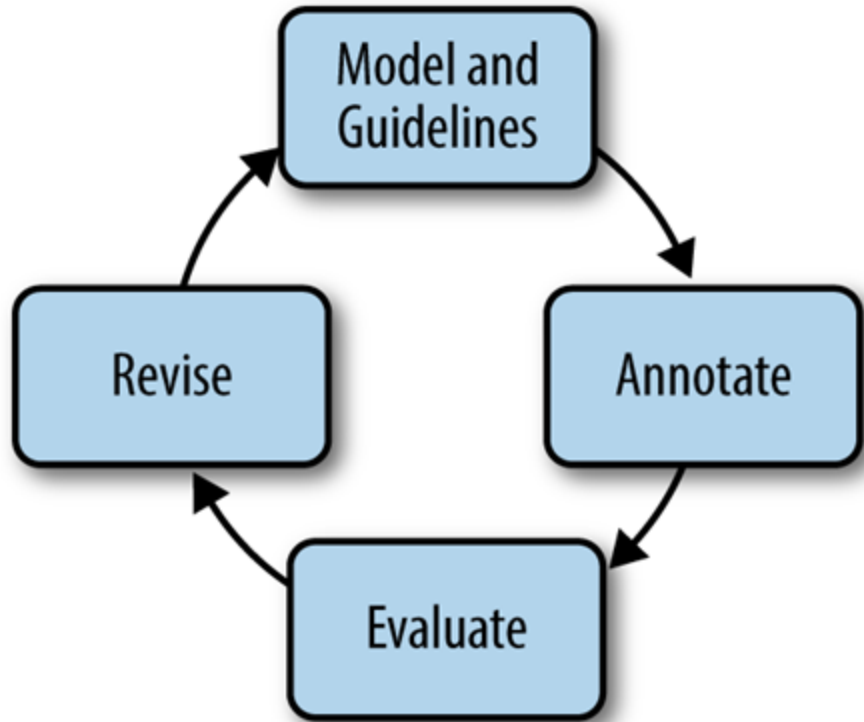 Model and
Guidelines
Revise
Annotate
Evaluate